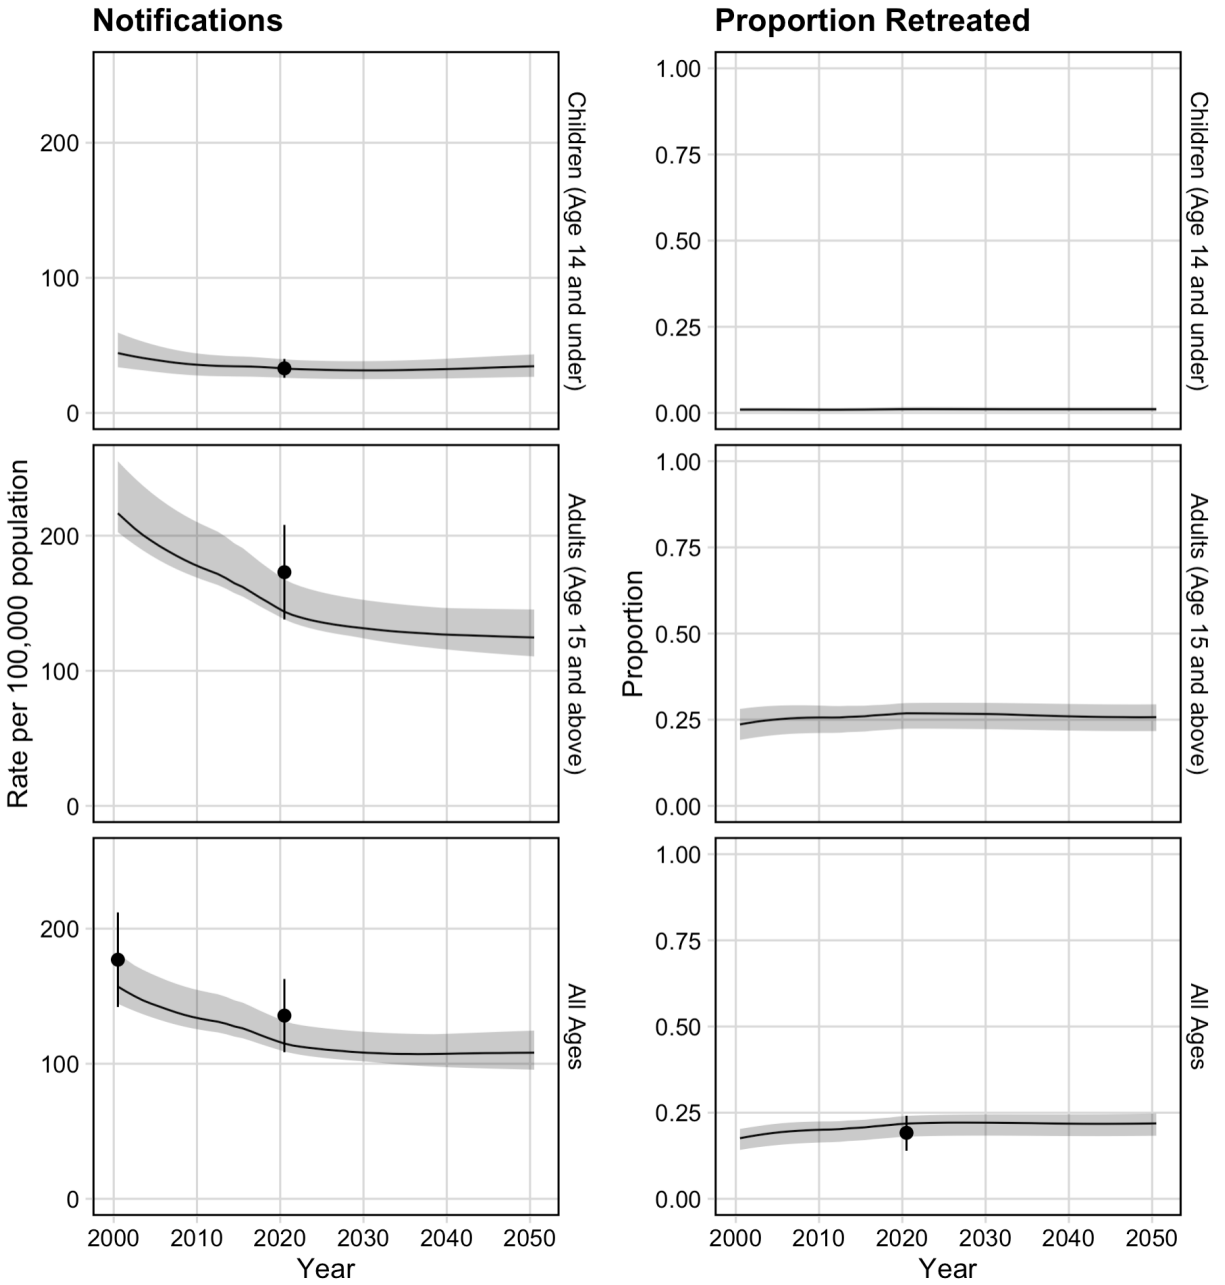 Notifications
Proportion Retreated
200
100
0
Children (Age 14 and under)
1.00
0.75
0.50
0.25
0.00
Children (Age 14 and under)
Rate per 100,000 population
200
100
0
Adults (Age 15 and above)
Proportion
1.00
0.75
0.50
0.25
0.00
Adults (Age 15 and above)
200
100
0
All Ages
1.00
0.75
0.50
0.25
0.00
All Ages
2000 2010 2020 2030 2040 2050
Year
2000 2010 2020 2030 2040 2050
Year